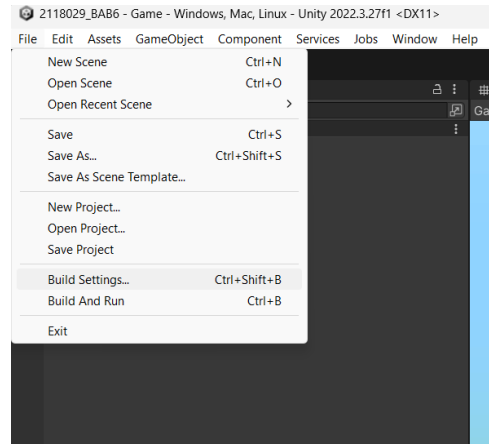 2118029_BAB6 - Game - Windows, Mac, Linux - Unity 2022.3.27f1 <DX11>
File Edit Assets GameObject Component Services Jobs Window Help
New Scene Ctrl+N
Open Scene Ctrl+O
Open Recent Scene >
Ga
Save Ctrl+S
Save As... Ctrl+Shift+S
Save As Scene Template...
New Project...
Open Project...
Save Project
Build Settings... Ctrl+Shift+B
Build And Run Ctrl+B
Exit